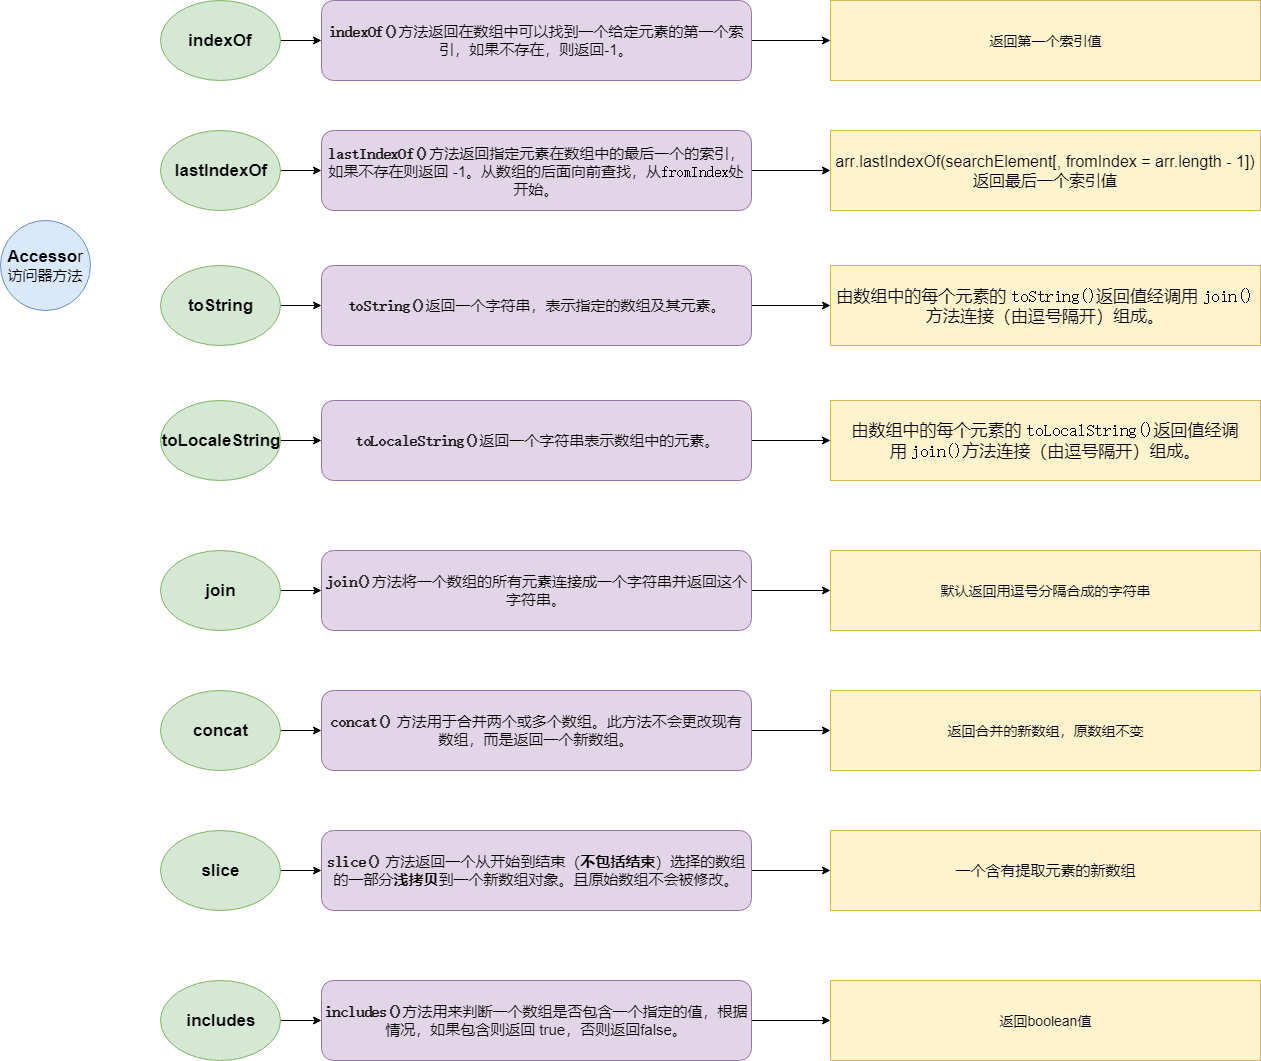 indexOf
indexOf()方法返回在数组中可以找到一个给定元素的第一个索
引，如果不存在，则返回-1。
返回第一个索引值
lastIndexOf
lastIndexOf()方法返回指定元素在数组中的最后一个的索引，
如果不存在则返回 -1。从数组的后面向前查找，从fromIndex处
开始。
arr.lastIndexOf(searchElement[, fromIndex = arr.length - 1])
返回最后一个索引值
Accessor
访问器方法
toString
toString()返回一个字符串，表示指定的数组及其元素。
由数组中的每个元素的 toString()返回值经调用 join()
方法连接（由逗号隔开）组成。
toLocaleString
toLocaleString()返回一个字符串表示数组中的元素。
由数组中的每个元素的 toLocalString()返回值经调
用 join()方法连接（由逗号隔开）组成。
join
join()方法将一个数组的所有元素连接成一个字符串并返回这个
字符串。
默认返回用逗号分隔合成的字符串
concat
concat() 方法用于合并两个或多个数组。此方法不会更改现有
数组，而是返回一个新数组。
返回合并的新数组，原数组不变
slice
slice() 方法返回一个从开始到结束（不包括结束）选择的数组
的一部分浅拷贝到一个新数组对象。且原始数组不会被修改。
一个含有提取元素的新数组
includes
includes()方法用来判断一个数组是否包含一个指定的值，根据
情况，如果包含则返回 true，否则返回false。
返回boolean值